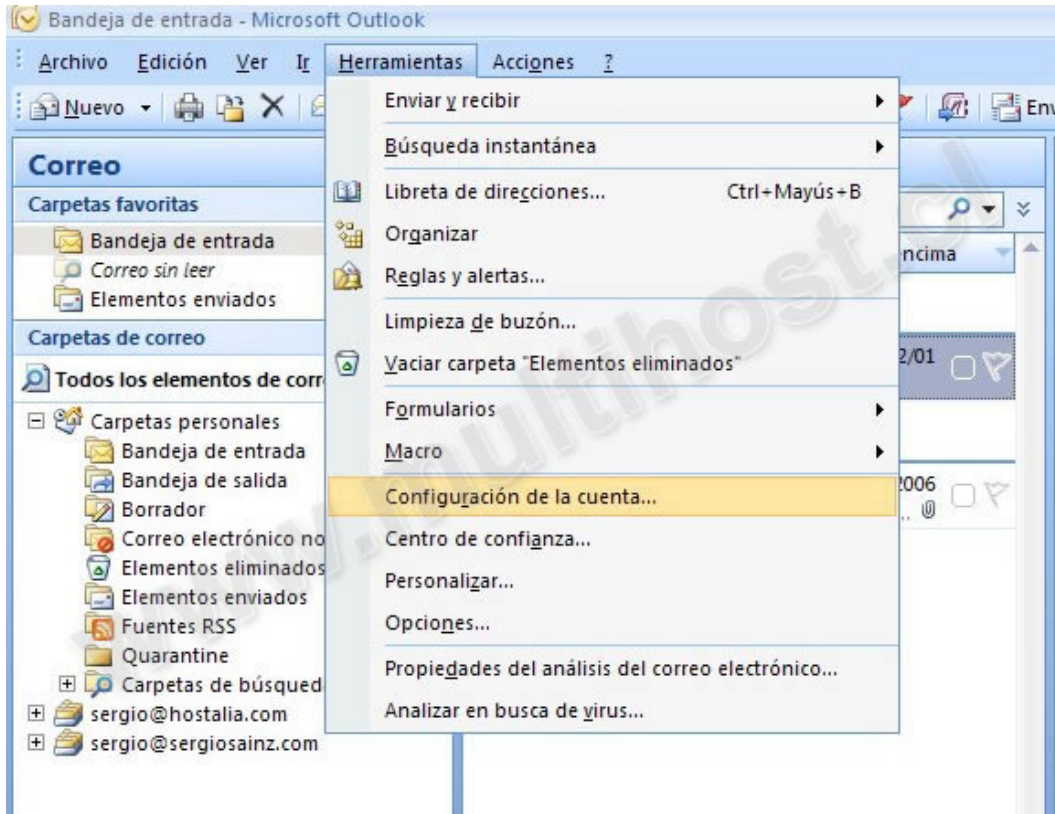 Bandeja de entrada - Microsoft Outlook
Archivo Edición Ver Ir Herramientas Acciones ?
Nuevo
Correo
Carpetas favoritas
Bandeja de entrada
Correo sin leer
Elementos enviados
Carpetas de correo
Todos los elementos de corr
Carpetas personales
Bandeja de entrada
Bandeja de salida
Borrador
Correo electrónico no
Elementos eliminados
Elementos enviados
Fuentes RSS
Quarantine
Carpetas de búsqued
sergio@hostalia.com
sergio@sergiosainz.com
Enviar y recibir
Búsqueda instantánea
Libreta de direcciones... Ctrl+Mayús+B
Organizar
Reglas y alertas...
Limpieza de buzón...
Vaciar carpeta "Elementos eliminados"
Formularios
Macro
Configuración de la cuenta...
Centro de confianza...
Personalizar...
Opciones...
Propiedades del análisis del correo electrónico...
Analizar en busca de virus...
Env
encima
2/01
2006
www.multihost.cl